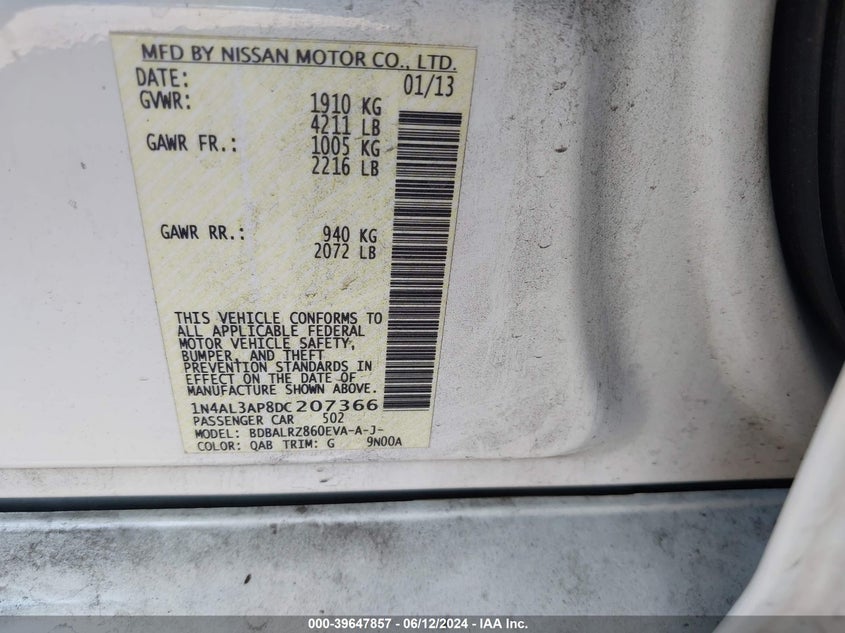 MFD BY NISSAN MOTOR CO., LTD.
DATE: 01/13
GVWR: 1910 KG
4211 LB
GAWR FR.: 1005 KG
2216 LB
GAWR RR.: 940 KG
2072 LB
THIS VEHICLE CONFORMS TO
ALL APPLICABLE FEDERAL
MOTOR VEHICLE SAFETY,
BUMPER, AND THEFT
PREVENTION STANDARDS IN
EFFECT ON THE DATE OF
MANUFACTURE SHOWN ABOVE.
1N4AL3AP8DC207366
PASSENGER CAR 502
MODEL: BDBALRZ860EVA-A-J-
COLOR: QAB TRIM: G 9N00A
000-39647857 - 06/12/2024 - IAA Inc.